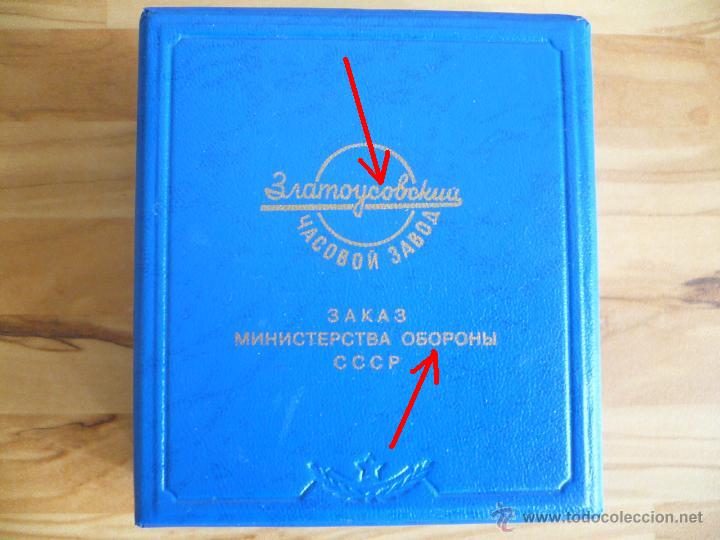 Златоусовский
ЧАСОВОЙ ЗАВОД
ЗАКАЗ
МИНИСТЕРСТВА ОБОРОНЫ
СССР
© www.todocoleccion.net